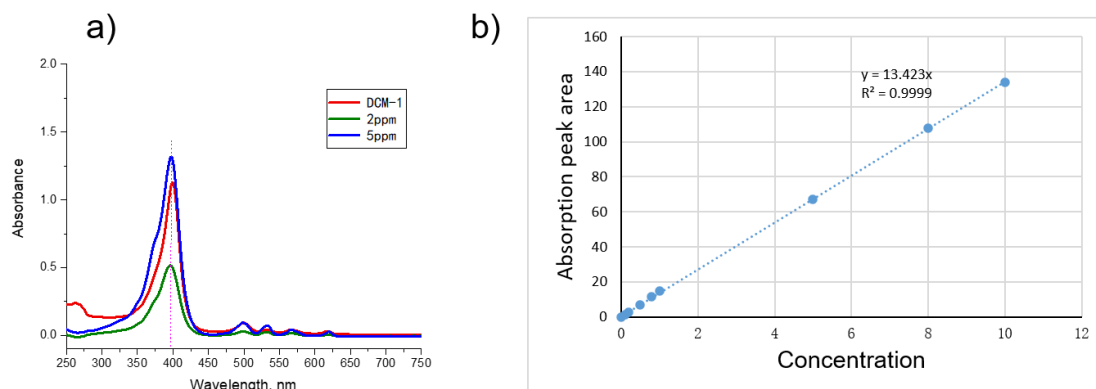 a)
2.0
1.5
1.0
0.5
0.0
Absorbance
DCM-1
2ppm
5ppm
250 300 350 400 450 500 550 600 650 700 750
Wavelength, nm
b)
160
140
120
100
80
60
40
20
0
Absorption peak area
y = 13.423x
R² = 0.9999
0 2 4 6 8 10 12
Concentration